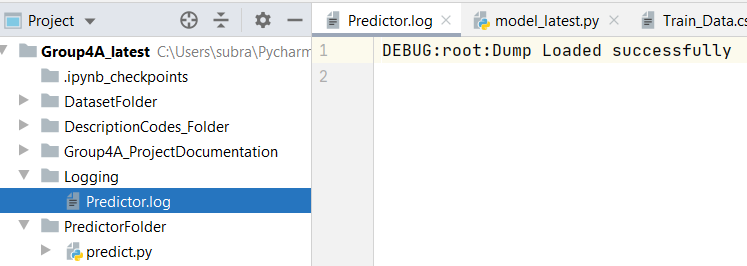 Project
Group4A_latest C:\Users\subra\Pycharm
.ipynb_checkpoints
DatasetFolder
DescriptionCodes_Folder
Group4A_ProjectDocumentation
Logging
Predictor.log
PredictorFolder
predict.py
Predictor.log model_latest.py Train_Data.cs
1 DEBUG:root:Dump Loaded successfully
2